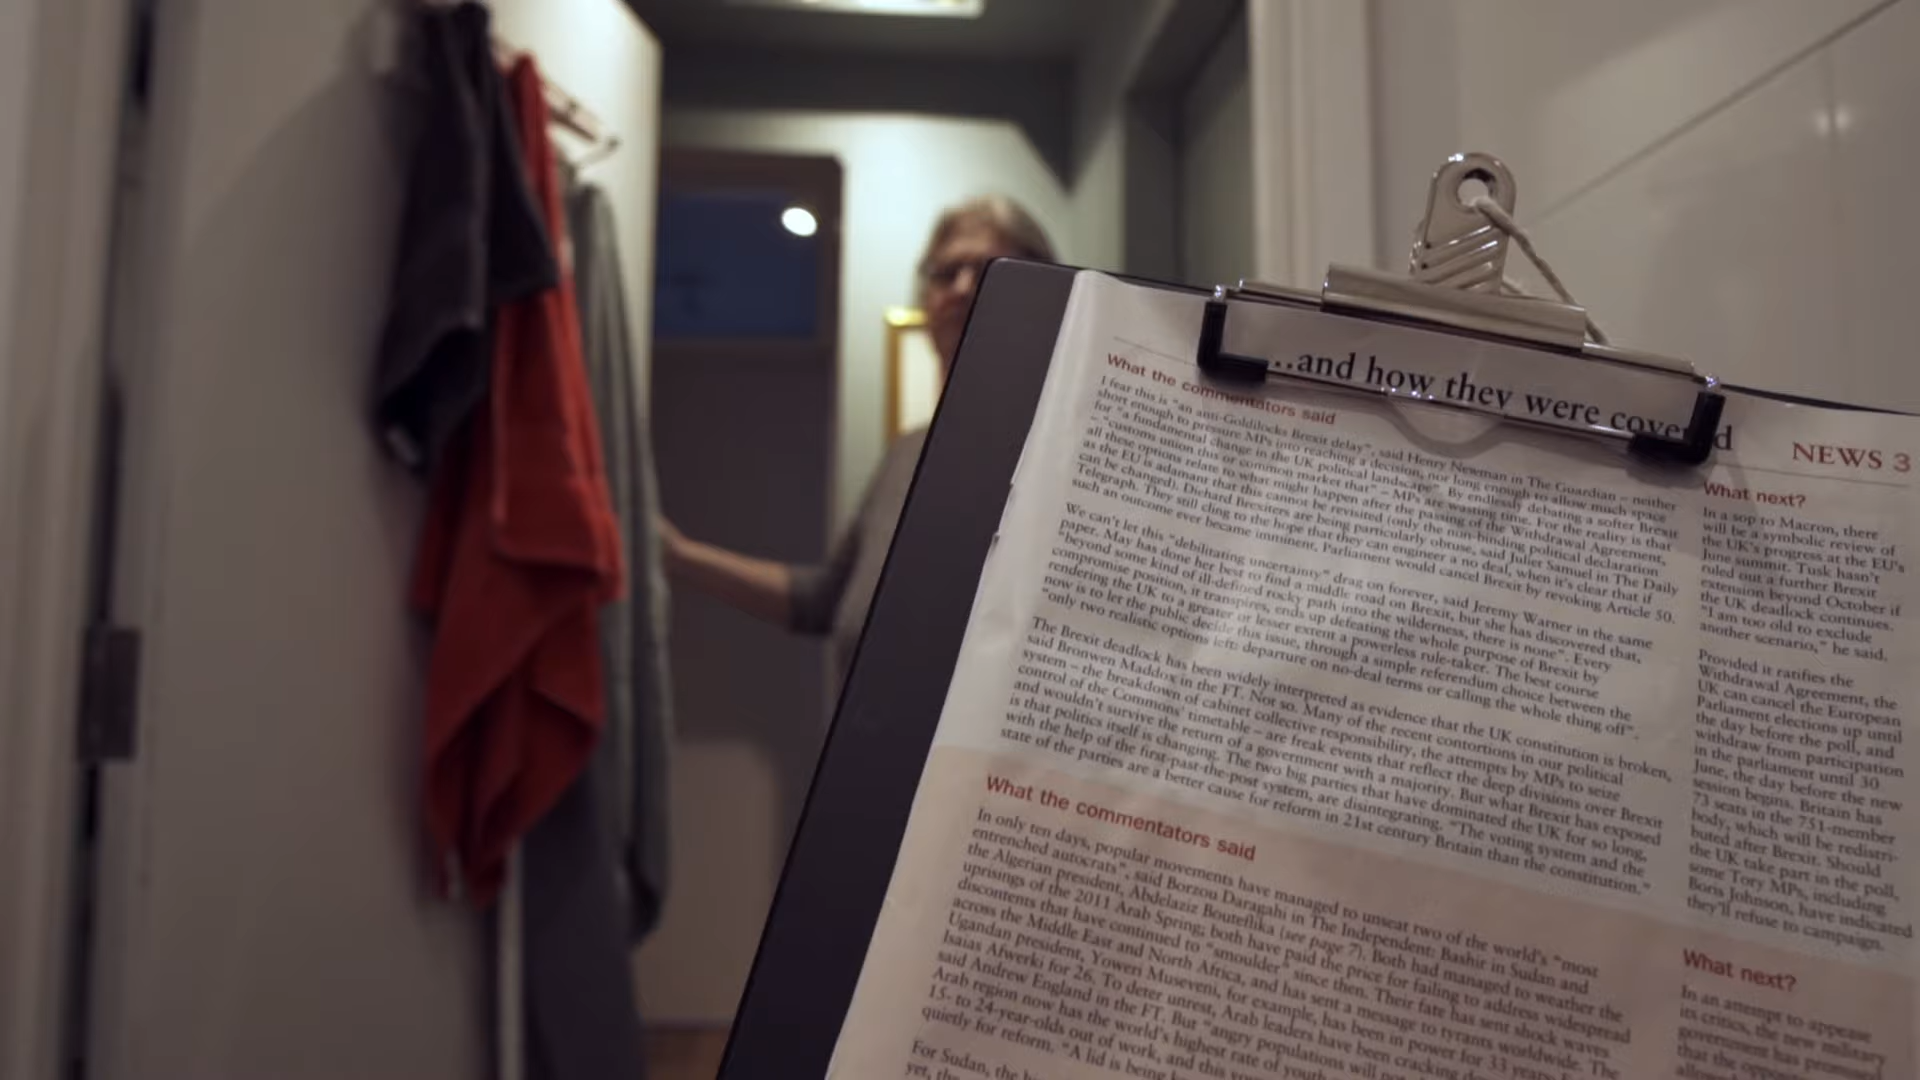 ...and how they were covered
NEWS 3
What the commentators said
I fear this is "an anti-Goldilocks Brexit delay", said Henry Newman in The Guardian – neither
short enough to pressure MPs into reaching a decision, nor long enough to allow much space
for "a fundamental change in the UK political landscape". By endlessly debating a softer Brexit
– "customs union this or common market that" – MPs are wasting time. For the reality is that
all these options relate to what might happen after the passing of the Withdrawal Agreement,
as the EU is adamant that this cannot be revisited (only the non-binding political declaration
can be changed). Diehard Brexiters are being particularly obtuse, said Juliet Samuel in The Daily
Telegraph. They still cling to the hope that they can engineer a no deal, when it's clear that if
such an outcome ever became imminent, Parliament would cancel Brexit by revoking Article 50.
We can't let this "debilitating uncertainty" drag on forever, said Jeremy Warner in the same
paper. May has done her best to find a middle road on Brexit, but she has discovered that,
"beyond some kind of ill-defined rocky path into the wilderness, there is none". Every
compromise position, it transpires, ends up defeating the whole purpose of Brexit by
rendering the UK to a greater or lesser extent a powerless rule-taker. The best course
now is to let the public decide this issue, through a simple referendum choice between the
"only two realistic options left: departure on no-deal terms or calling the whole thing off".
The Brexit deadlock has been widely interpreted as evidence that the UK constitution is broken,
said Bronwen Maddox in the FT. Not so. Many of the recent contortions in our political
system – the breakdown of cabinet collective responsibility, the attempts by MPs to seize
control of the Commons' timetable – are freak events that reflect the deep divisions over Brexit
and wouldn't survive the return of a government with a majority. But what Brexit has exposed
is that politics itself is changing. The two big parties that have dominated the UK for so long,
with the help of the first-past-the-post system, are disintegrating. "The voting system and the
state of the parties are a better cause for reform in 21st century Britain than the constitution."
What next?
In a sop to Macron, there
will be a symbolic review of
the UK's progress at the EU's
June summit. Tusk hasn't
ruled out a further Brexit
extension beyond October if
the UK deadlock continues.
"I am too old to exclude
another scenario," he said.
Provided it ratifies the
Withdrawal Agreement, the
UK can cancel the European
Parliament elections up until
the day before the poll, and
withdraw from participation
in the parliament until 30
June, the day before the new
session begins. Britain has
73 seats in the 751-member
body, which will be redistri-
buted after Brexit. Should
the UK take part in the poll,
some Tory MPs, including
Boris Johnson, have indicated
they'll refuse to campaign.
What the commentators said
In only ten days, popular movements have managed to unseat two of the world's "most
entrenched autocrats", said Borzou Daragahi in The Independent: Bashir in Sudan and
the Algerian president, Abdelaziz Bouteflika (see page 7). Both had managed to weather the
uprisings of the 2011 Arab Spring; both have paid the price for failing to address widespread
discontents that have continued to "smoulder" since then. Their fate has sent shock waves
across the Middle East and North Africa, and has sent a message to tyrants worldwide. The
Ugandan president, Yoweri Museveni, for example, has been in power for 33 years,
Isaias Afwerki for 26. To deter unrest, Arab leaders have been cracking
said Andrew England in the FT. But "angry populations will not
Arab region now has the world's highest rate of youth
15- to 24-year-olds out of work, and this
quietly for reform. "A lid is being
For Sudan, the
yet, the
What next?
In an attempt to appease
its critics, the new military
government has promised
that the